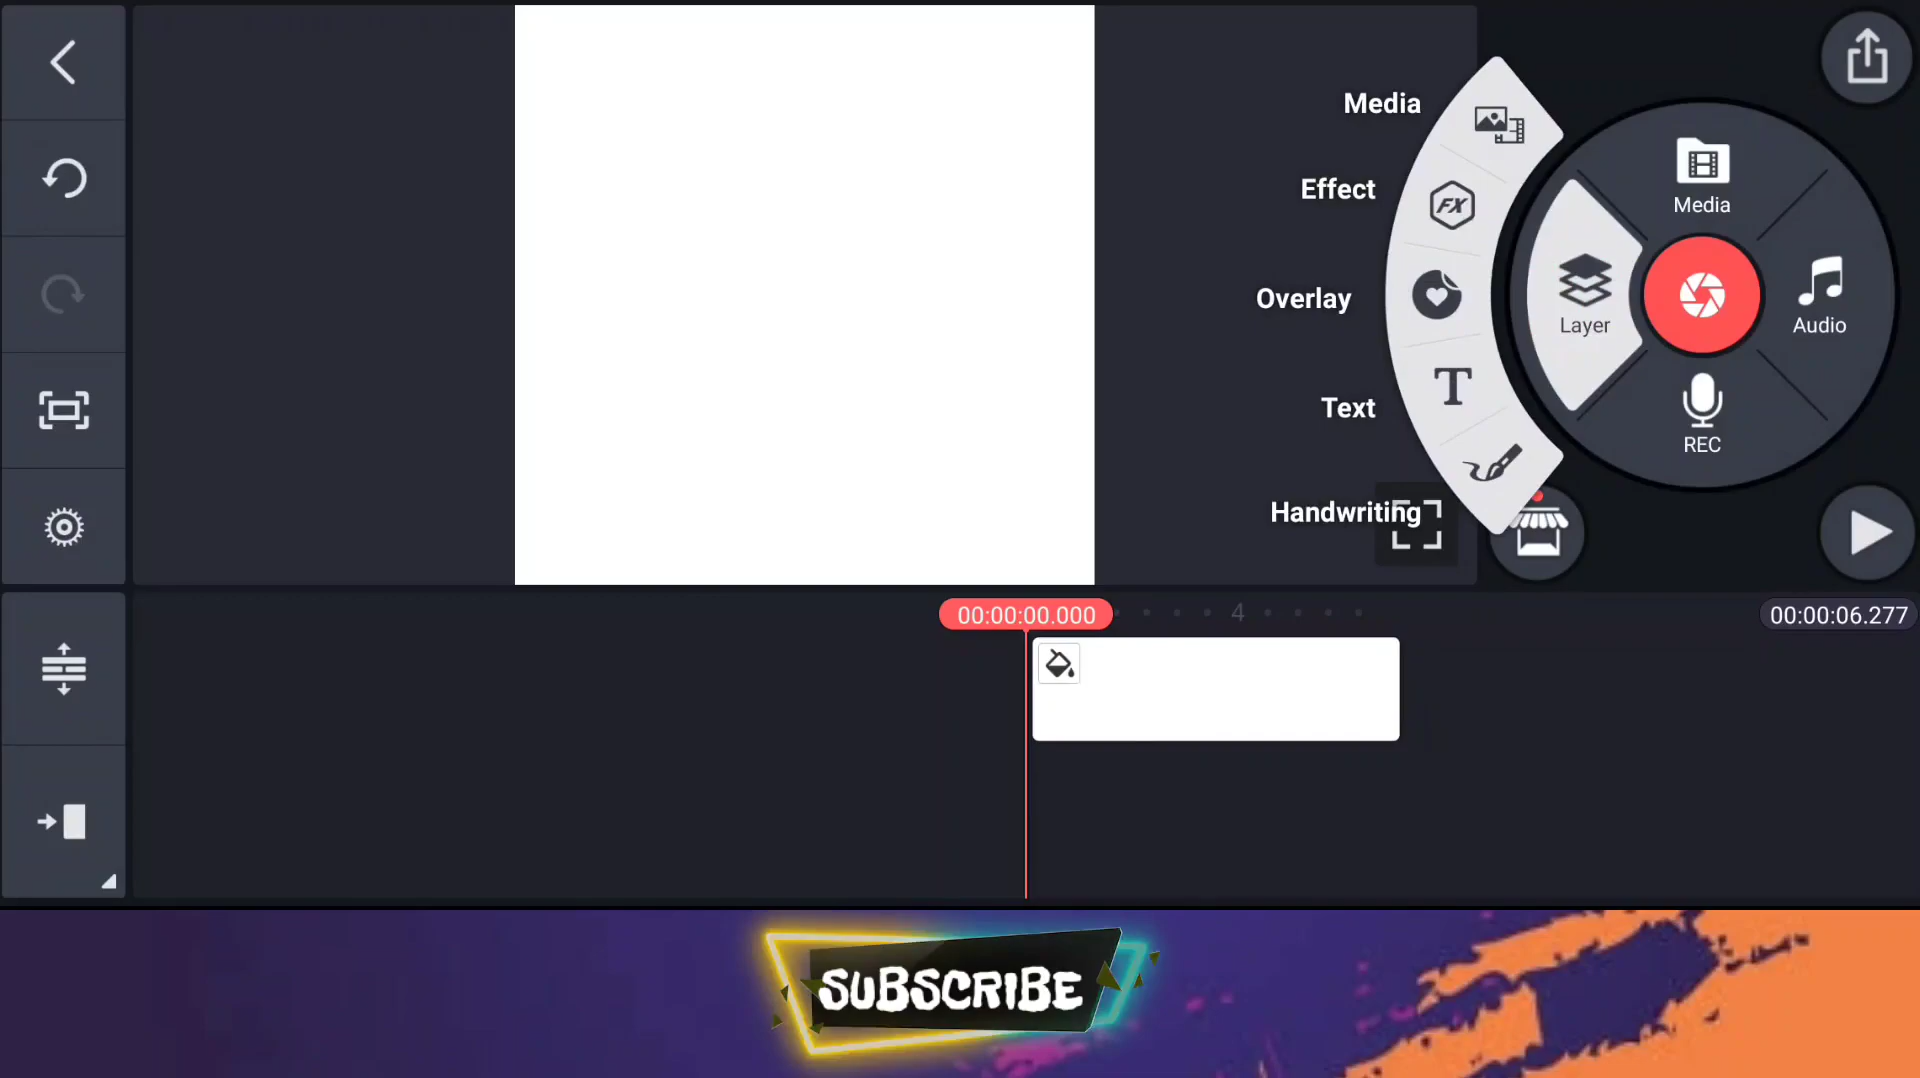 Media
Effect
Overlay
Text
Handwriting
FX
T
Media
Layer
Audio
REC
00:00:00.000
4
00:00:06.277
SUBSCRIBE